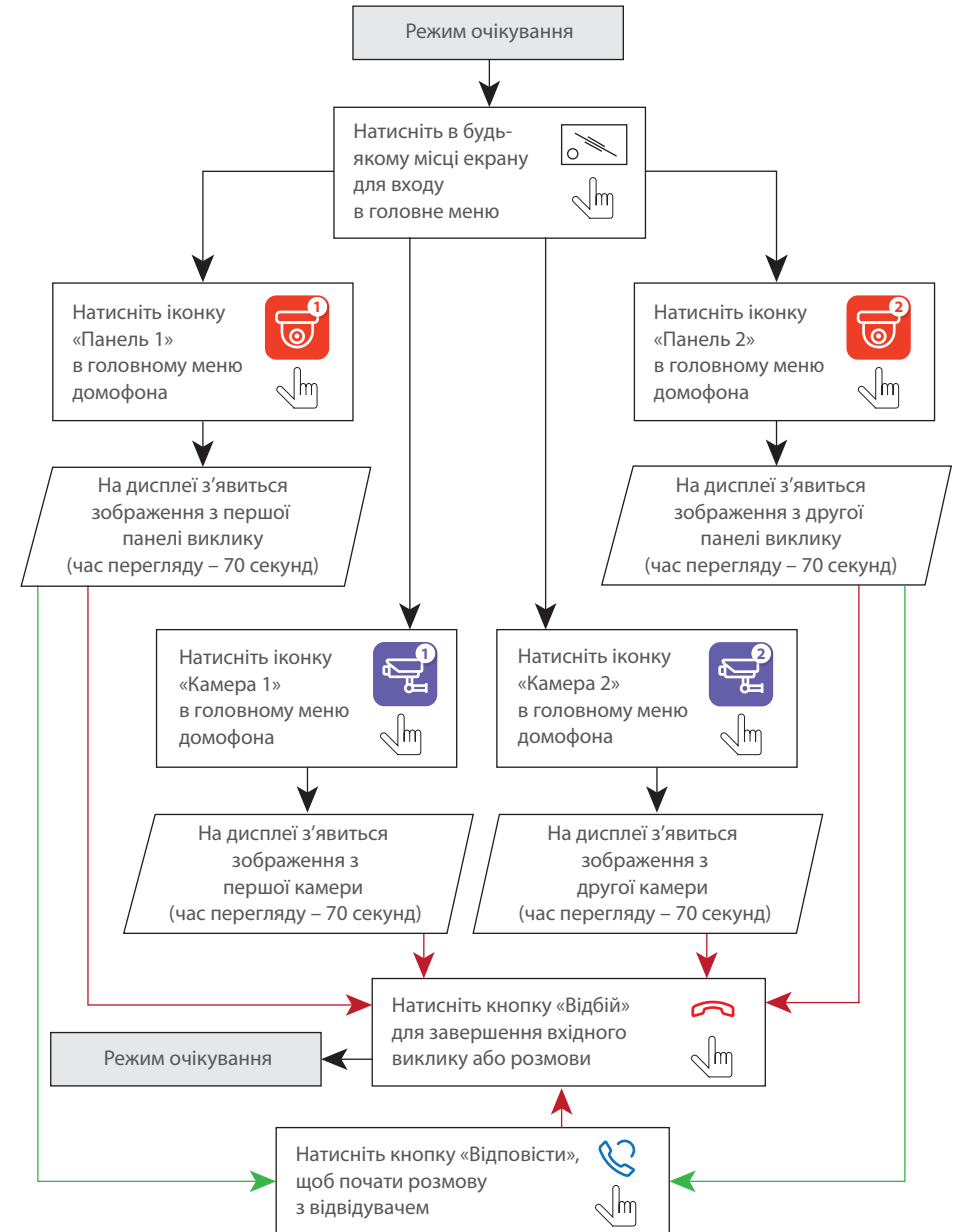 Режим очікування
Натисніть в будь-
якому місці екрану
для входу
в головне меню
Натисніть іконку
«Панель 1»
в головному меню
домофона
1
Натисніть іконку
«Панель 2»
в головному меню
домофона
2
На дисплеї з’явиться
зображення з першої
панелі виклику
(час перегляду – 70 секунд)
На дисплеї з’явиться
зображення з другої
панелі виклику
(час перегляду – 70 секунд)
Натисніть іконку
«Камера 1»
в головному меню
домофона
1
Натисніть іконку
«Камера 2»
в головному меню
домофона
2
На дисплеї з’явиться
зображення з
першої камери
(час перегляду – 70 секунд)
На дисплеї з’явиться
зображення з
другої камери
(час перегляду – 70 секунд)
Натисніть кнопку «Відбій»
для завершення вхідного
виклику або розмови
Режим очікування
Натисніть кнопку «Відповісти»,
щоб почати розмову
з відвідувачем